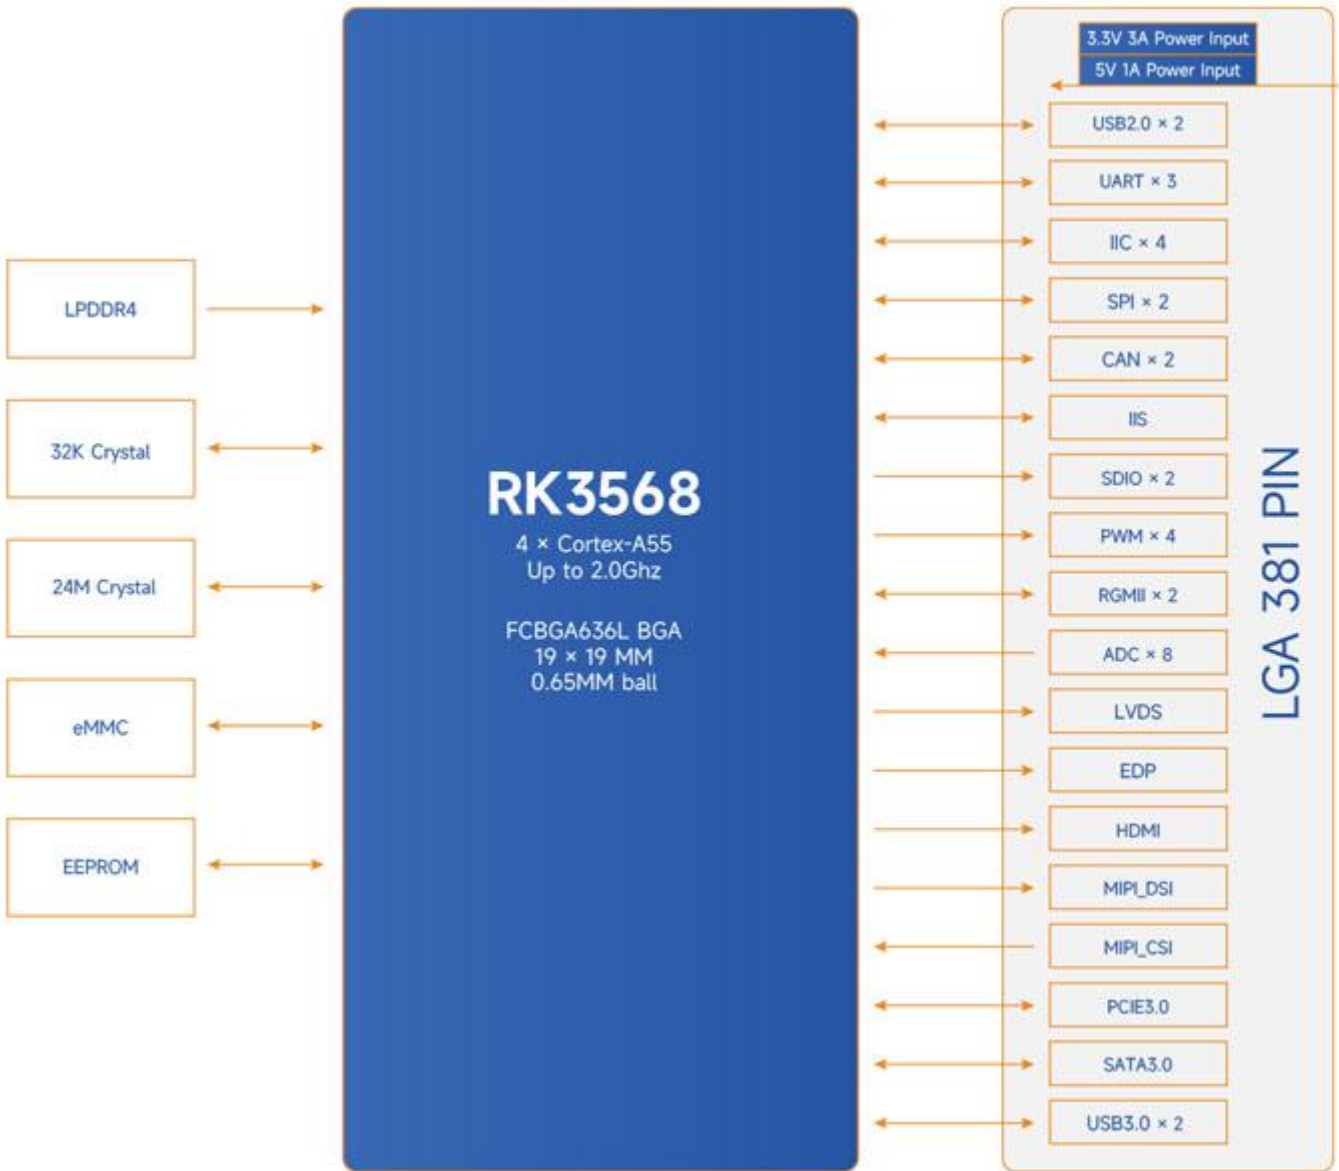 LPDDR4
32K Crystal
24M Crystal
eMMC
EEPROM
RK3568
4 × Cortex-A55
Up to 2.0Ghz
FCBGA636L BGA
19 × 19 MM
0.65MM ball
3.3V 3A Power Input
5V 1A Power Input
USB2.0 × 2
UART × 3
IIC × 4
SPI × 2
CAN × 2
IIS
SDIO × 2
PWM × 4
RGMII × 2
ADC × 8
LVDS
EDP
HDMI
MIPI_DSI
MIPI_CSI
PCIE3.0
SATA3.0
USB3.0 × 2
LGA 381 PIN